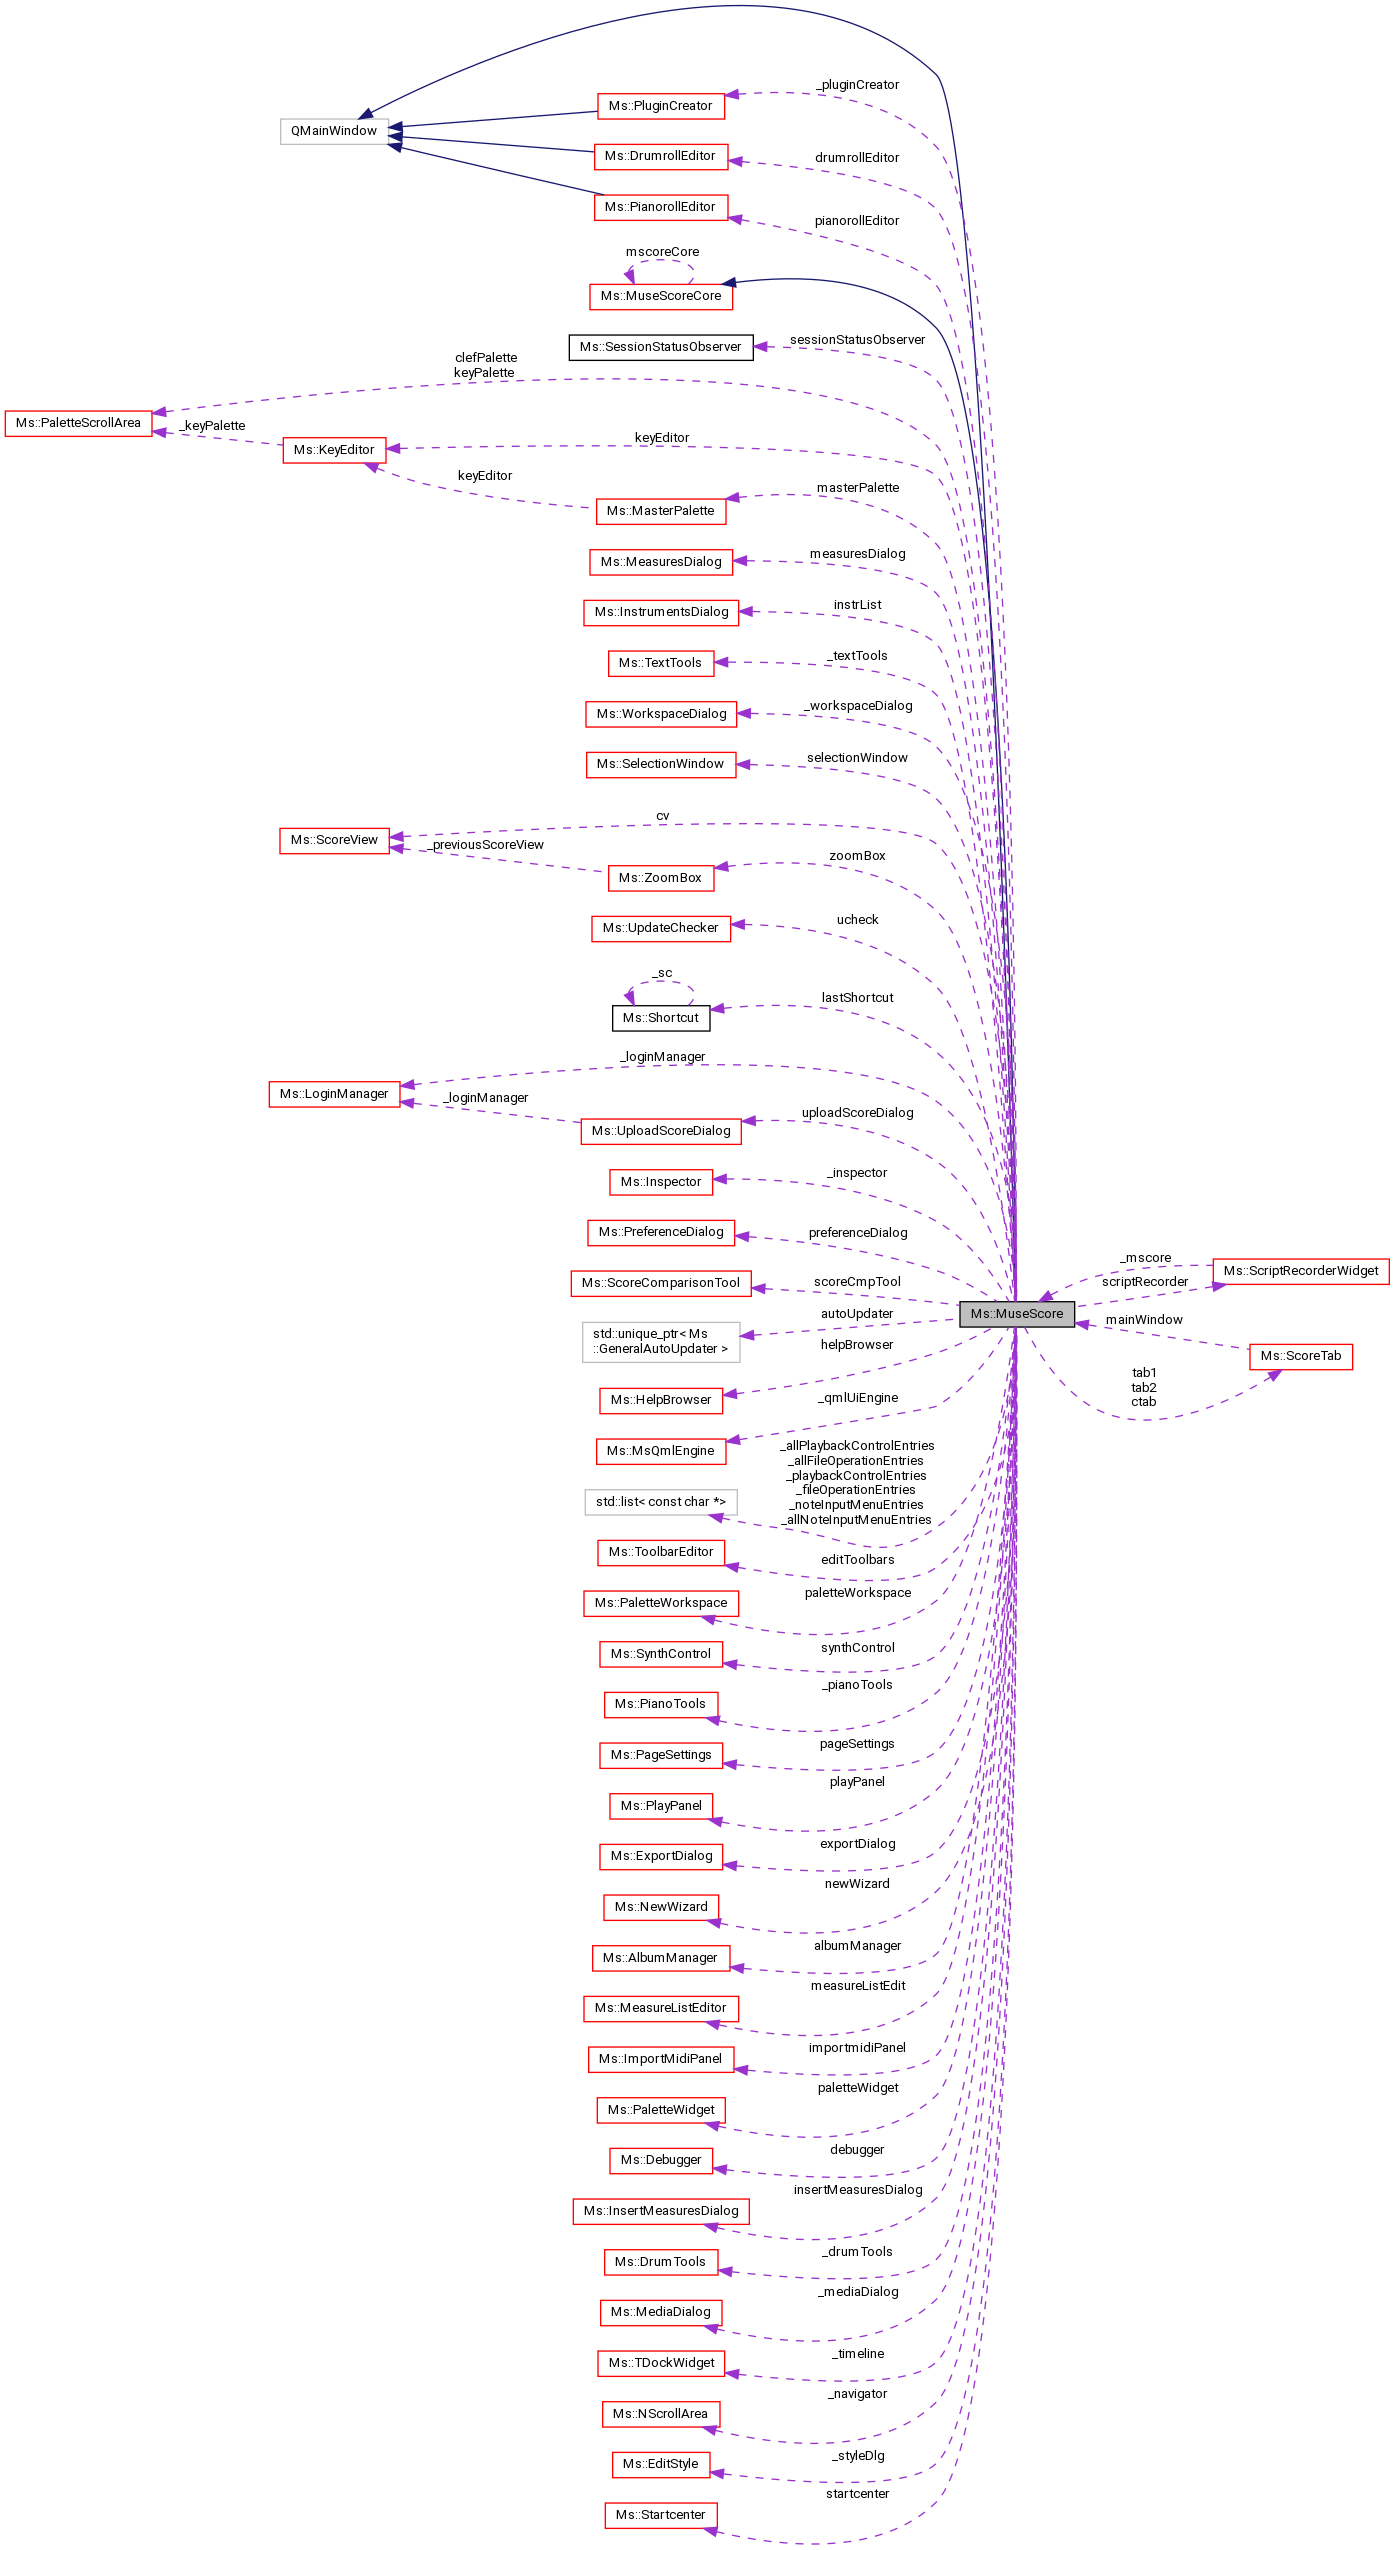 _pluginCreator
Ms::PluginCreator
QMainWindow
drumrollEditor
Ms::DrumrollEditor
Ms::PianorollEditor
pianorollEditor
mscoreCore
Ms::MuseScoreCore
sessionStatusObserver
Ms::SessionStatusObserver
clefPalette
keyPalette
Ms::PaletteScrollArea
_keyPalette
keyEditor
Ms::KeyEditor
keyEditor
masterPalette
Ms::MasterPalette
measuresDialog
Ms::MeasuresDialog
instrList
Ms::InstrumentsDialog
_textTools
Ms::TextTools
_workspaceDialog
Ms::WorkspaceDialog
selectionWindow
Ms::SelectionWindow
cv
Ms::ScoreView
_previousScoreView
zoomBox
Ms::ZoomBox
ucheck
Ms::UpdateChecker
_sc
lastShortcut
Ms::Shortcut
_loginManager
Ms::LoginManager
_loginManager
uploadScoreDialog
Ms::UploadScoreDialog
_inspector
Ms::Inspector
preferenceDialog
Ms::PreferenceDialog
_mscore
Ms::ScriptRecorderWidget
scriptRecorder
scoreCmpTool
Ms::ScoreComparisonTool
Ms::MuseScore
autoUpdater
std::unique_ptr< Ms
::GeneralAutoUpdater >
mainWindow
Ms::ScoreTab
tab1
tab2
ctab
helpBrowser
Ms::HelpBrowser
_qmlUiEngine
Ms::MsQmlEngine
_allPlaybackControlEntries
_allFileOperationEntries
_playbackControlEntries
_fileOperationEntries
_noteInputMenuEntries
_allNoteInputMenuEntries
std::list< const char *>
Ms::ToolbarEditor
editToolbars
paletteWorkspace
Ms::PaletteWorkspace
synthControl
Ms::SynthControl
_pianoTools
Ms::PianoTools
pageSettings
Ms::PageSettings
playPanel
Ms::PlayPanel
exportDialog
Ms::ExportDialog
newWizard
Ms::NewWizard
albumManager
Ms::AlbumManager
measureListEdit
Ms::MeasureListEditor
importmidiPanel
Ms::ImportMidiPanel
paletteWidget
Ms::PaletteWidget
debugger
Ms::Debugger
insertMeasuresDialog
Ms::InsertMeasuresDialog
_drumTools
Ms::DrumTools
_mediaDialog
Ms::MediaDialog
_timeline
Ms::TDockWidget
_navigator
Ms::NScrollArea
_styleDlg
Ms::EditStyle
startcenter
Ms::Startcenter